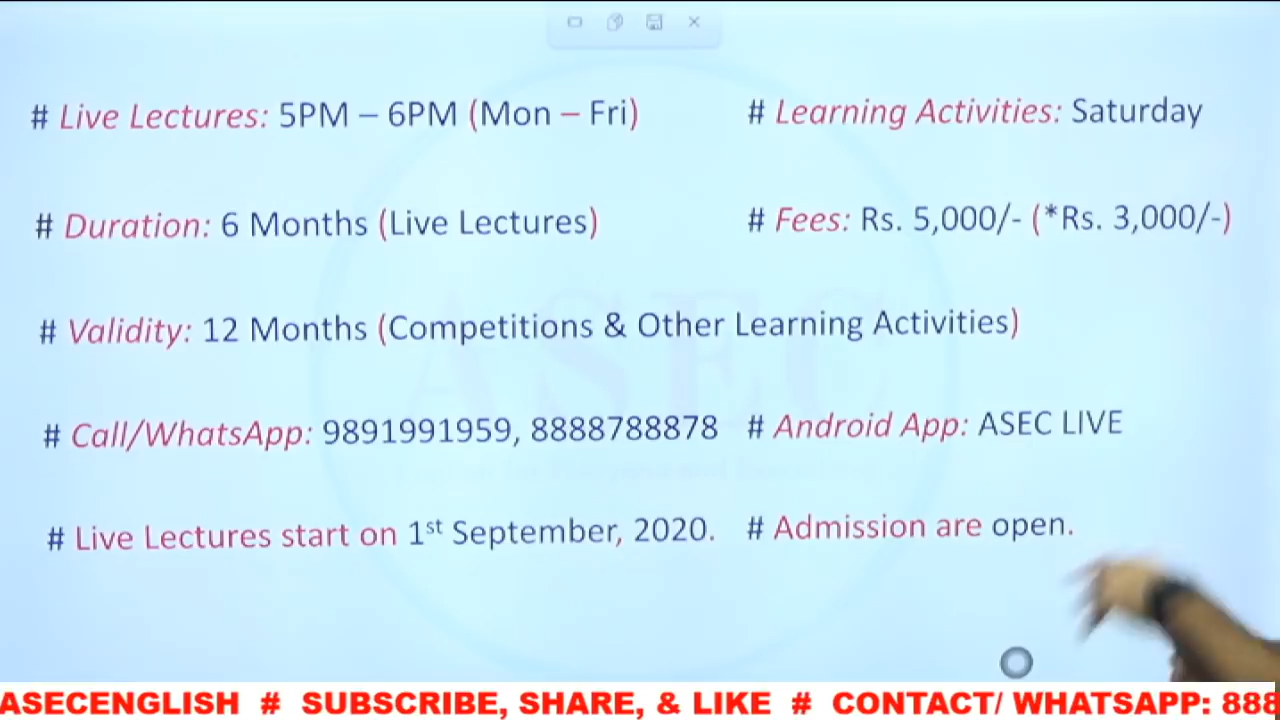 # Live Lectures: 5PM – 6PM (Mon – Fri)
# Learning Activities: Saturday
# Duration: 6 Months (Live Lectures)
# Fees: Rs. 5,000/- (*Rs. 3,000/-)
# Validity: 12 Months (Competitions & Other Learning Activities)
# Call/WhatsApp: 9891991959, 8888788878
# Android App: ASEC LIVE
# Live Lectures start on 1st September, 2020.
# Admission are open.
ASEC
ASECENGLISH # SUBSCRIBE, SHARE, & LIKE # CONTACT/ WHATSAPP: 888